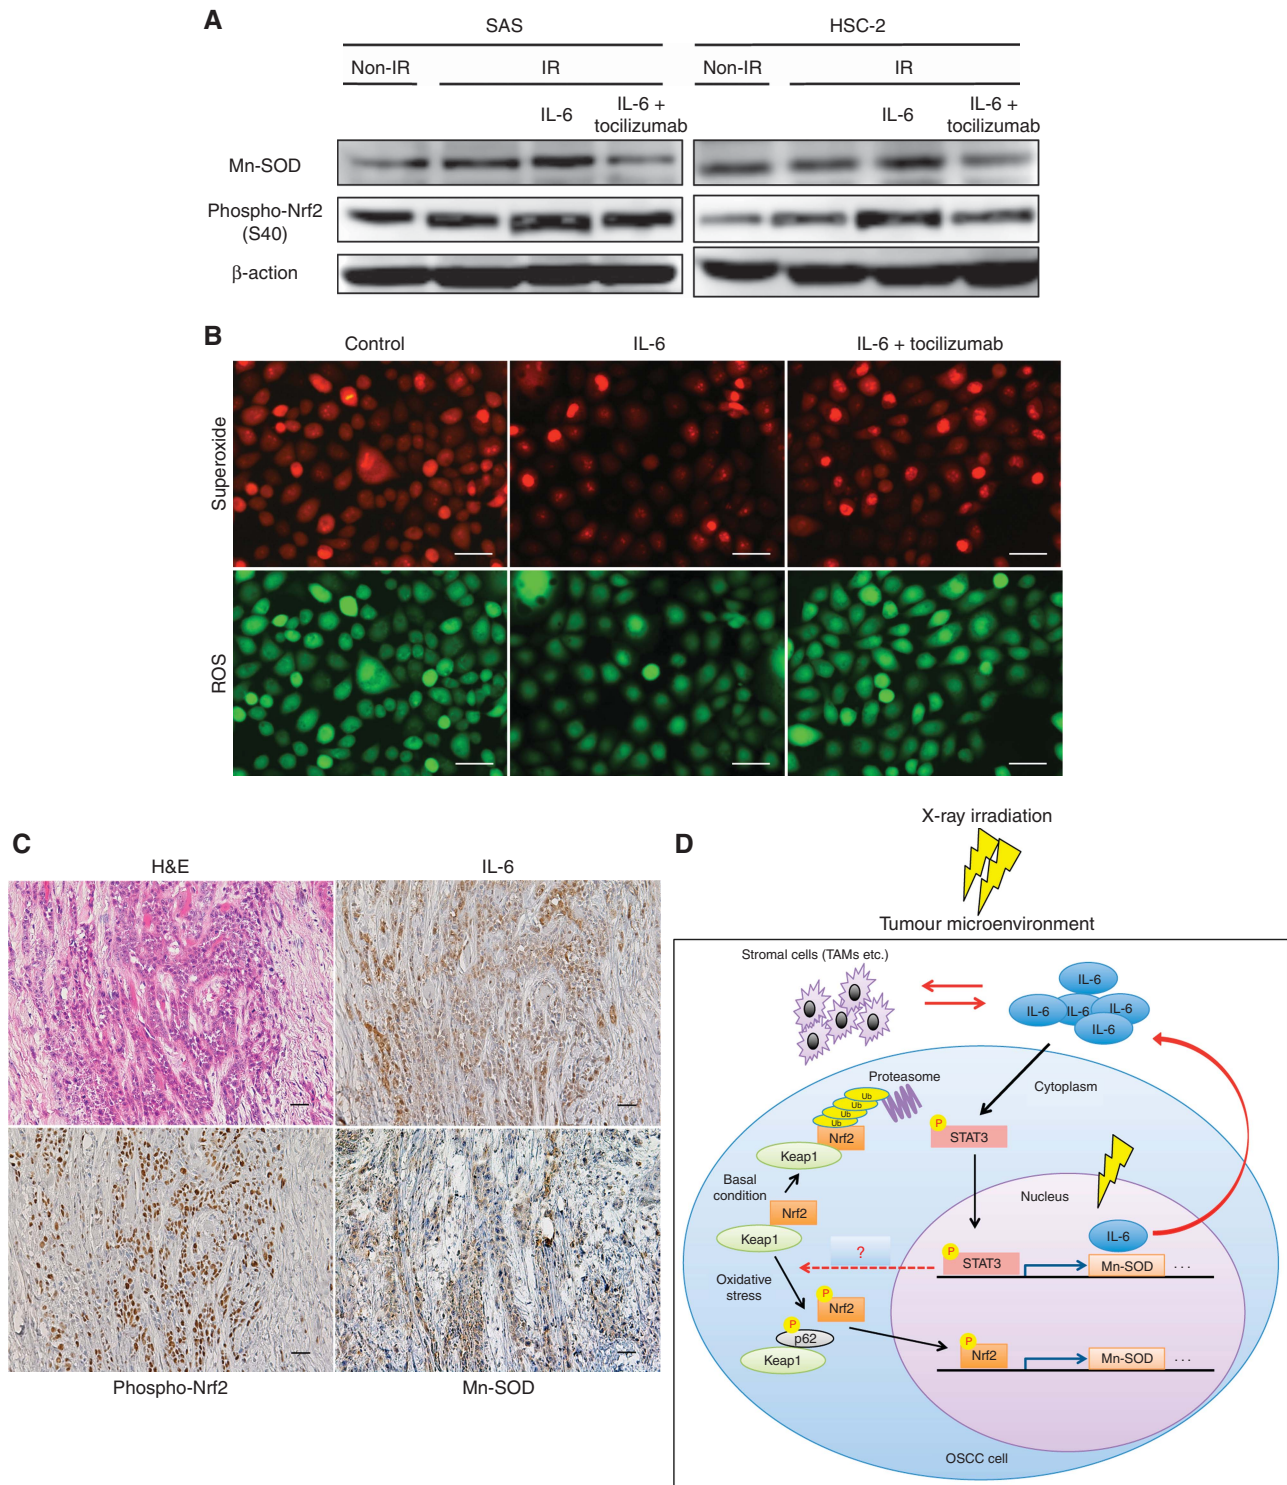 A
SAS
HSC-2
Non-IR
IR
Non-IR
IR
IL-6
IL-6 +
tocilizumab
IL-6
IL-6 +
tocilizumab
Mn-SOD
Phospho-Nrf2
(S40)
β-action
B
Control
IL-6
IL-6 + tocilizumab
Superoxide
ROS
C
H&E
IL-6
Phospho-Nrf2
Mn-SOD
D
X-ray irradiation
Tumour microenvironment
Stromal cells (TAMs etc.)
IL-6
IL-6
IL-6
IL-6
IL-6
Proteasome
Cytoplasm
Ub
Ub
Ub
Ub
Nrf2
P
STAT3
Keap1
Basal
condition
Nrf2
Nucleus
Keap1
?
IL-6
P
STAT3
Mn-SOD
...
Oxidative
stress
P
Nrf2
P
p62
Keap1
P
Nrf2
Mn-SOD
...
OSCC cell